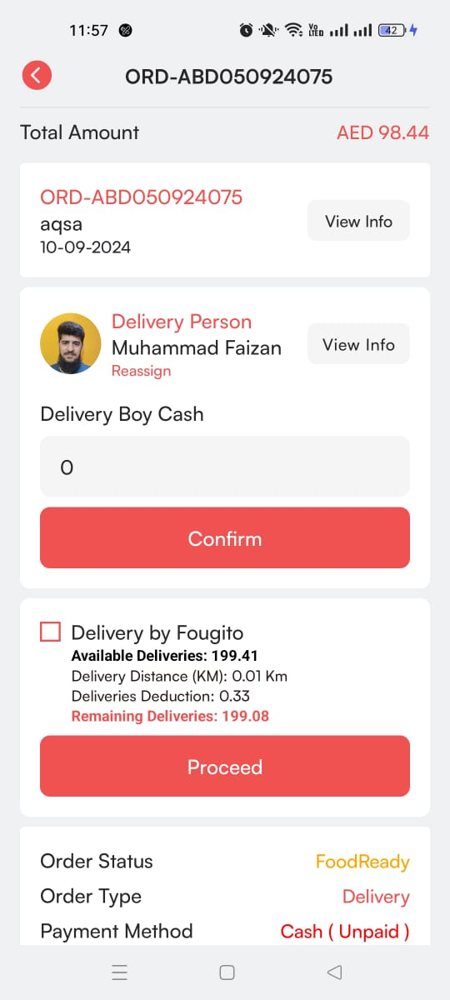 11:57
Vo
LTED
42
ORD-ABD050924075
Total Amount AED 98.44
ORD-ABD050924075
aqsa
10-09-2024
View Info
Delivery Person
Muhammad Faizan
Reassign
View Info
Delivery Boy Cash
0
Confirm
Delivery by Fougito
Available Deliveries: 199.41
Delivery Distance (KM): 0.01 Km
Deliveries Deduction: 0.33
Remaining Deliveries: 199.08
Proceed
Order Status FoodReady
Order Type Delivery
Payment Method Cash ( Unpaid )